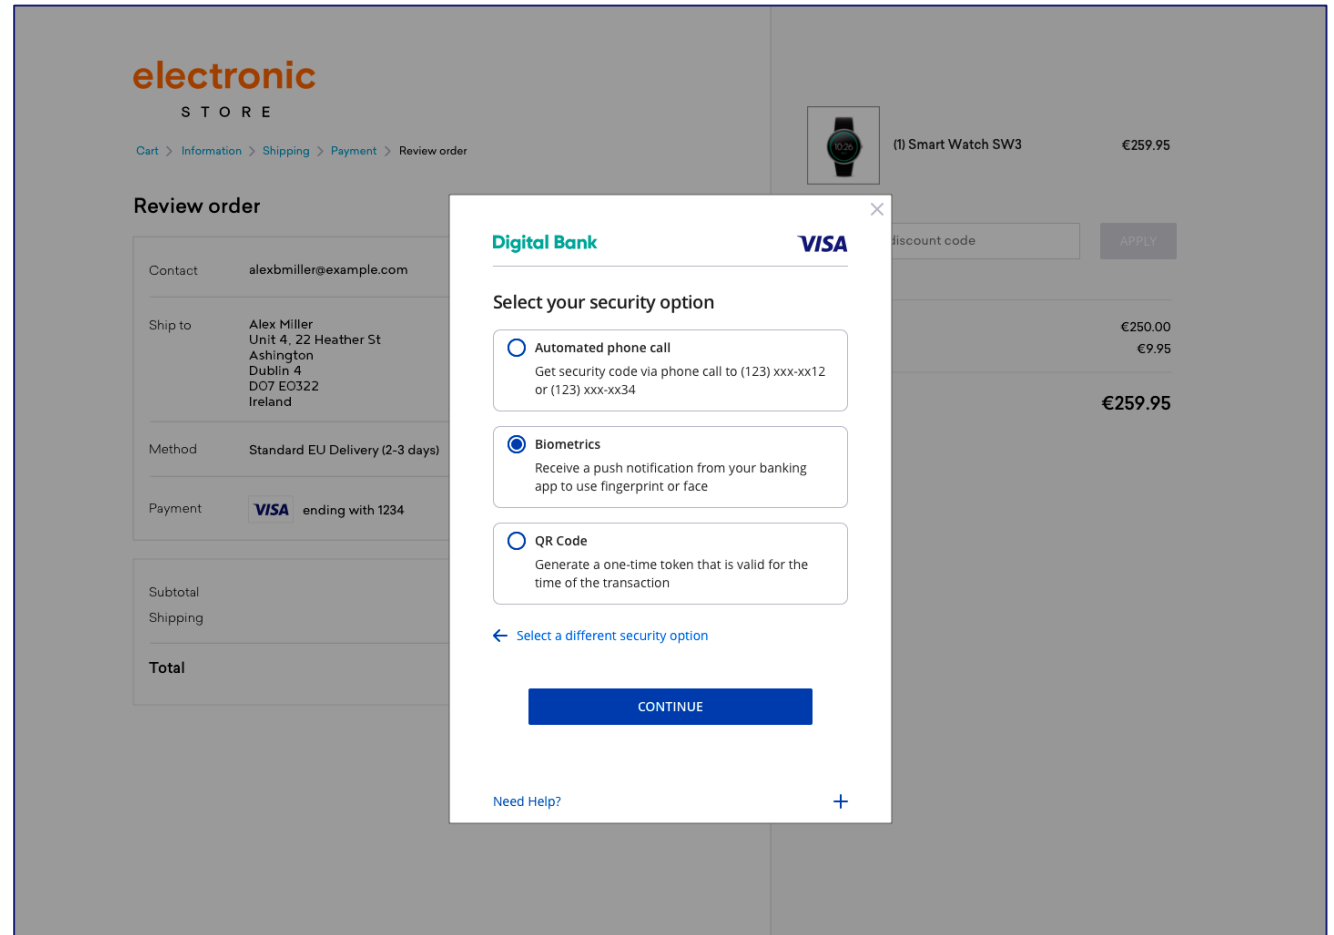 electronic
STORE
Cart > Information > Shipping > Payment > Review order
Review order
Contact alexbmiller@example.com
Ship to Alex Miller
Unit 4, 22 Heather St
Ashington
Dublin 4
D07 E0322
Ireland
Method Standard EU Delivery (2-3 days)
Payment VISA ending with 1234
Subtotal
Shipping
Total
10:26
(1) Smart Watch SW3 €259.95
discount code APPLY
€250.00
€9.95
€259.95
Digital Bank VISA
Select your security option
Automated phone call
Get security code via phone call to (123) xxx-xx12
or (123) xxx-xx34
Biometrics
Receive a push notification from your banking
app to use fingerprint or face
QR Code
Generate a one-time token that is valid for the
time of the transaction
Select a different security option
CONTINUE
Need Help? +